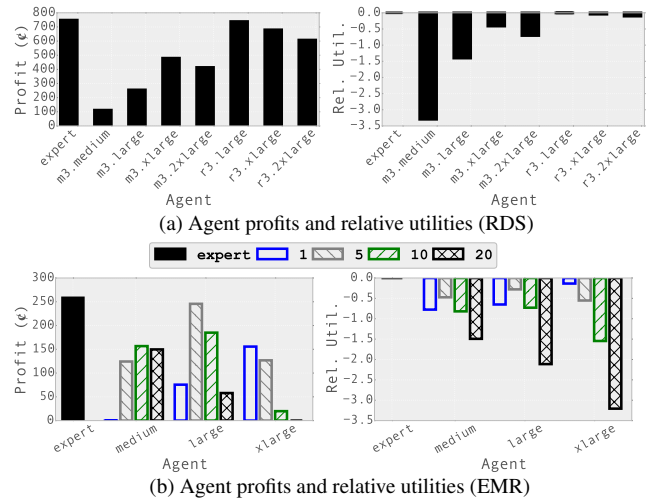 800
700
600
500
400
300
200
100
0
Profit (¢)
expert
m3.medium
m3.large
m3.xlarge
m3.2xlarge
r3.large
r3.xlarge
r3.2xlarge
Agent
0.0
-0.5
-1.0
-1.5
-2.0
-2.5
-3.0
-3.5
Rel. Util.
expert
m3.medium
m3.large
m3.xlarge
m3.2xlarge
r3.large
r3.xlarge
r3.2xlarge
Agent
(a) Agent profits and relative utilities (RDS)
expert 1 5 10 20
300
250
200
150
100
50
0
Profit (¢)
expert
medium
large
xlarge
Agent
0.0
-0.5
-1.0
-1.5
-2.0
-2.5
-3.0
-3.5
Rel. Util.
expert
medium
large
xlarge
Agent
(b) Agent profits and relative utilities (EMR)